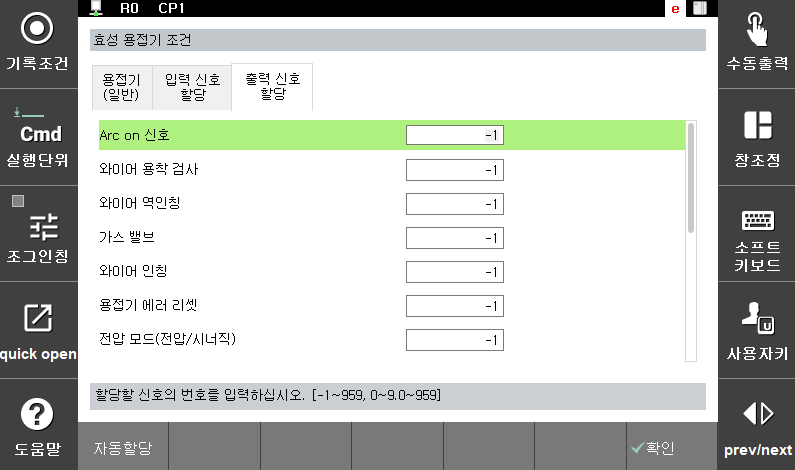 R0 CP1 e
효성 용접기 조건
기록조건
Cmd
실행단위
조그인칭
quick open
도움말
용접기
(일반)
입력 신호
할당
출력 신호
할당
Arc on 신호 -1
와이어 용착 검사 -1
와이어 역인칭 -1
가스 밸브 -1
와이어 인칭 -1
용접기 에러 리셋 -1
전압 모드(전압/시너직) -1
할당할 신호의 번호를 입력하십시오. [-1~959, 0~9.0~959]
자동할당
확인
수동출력
창조정
소프트
키보드
U
사용자키
prev/next